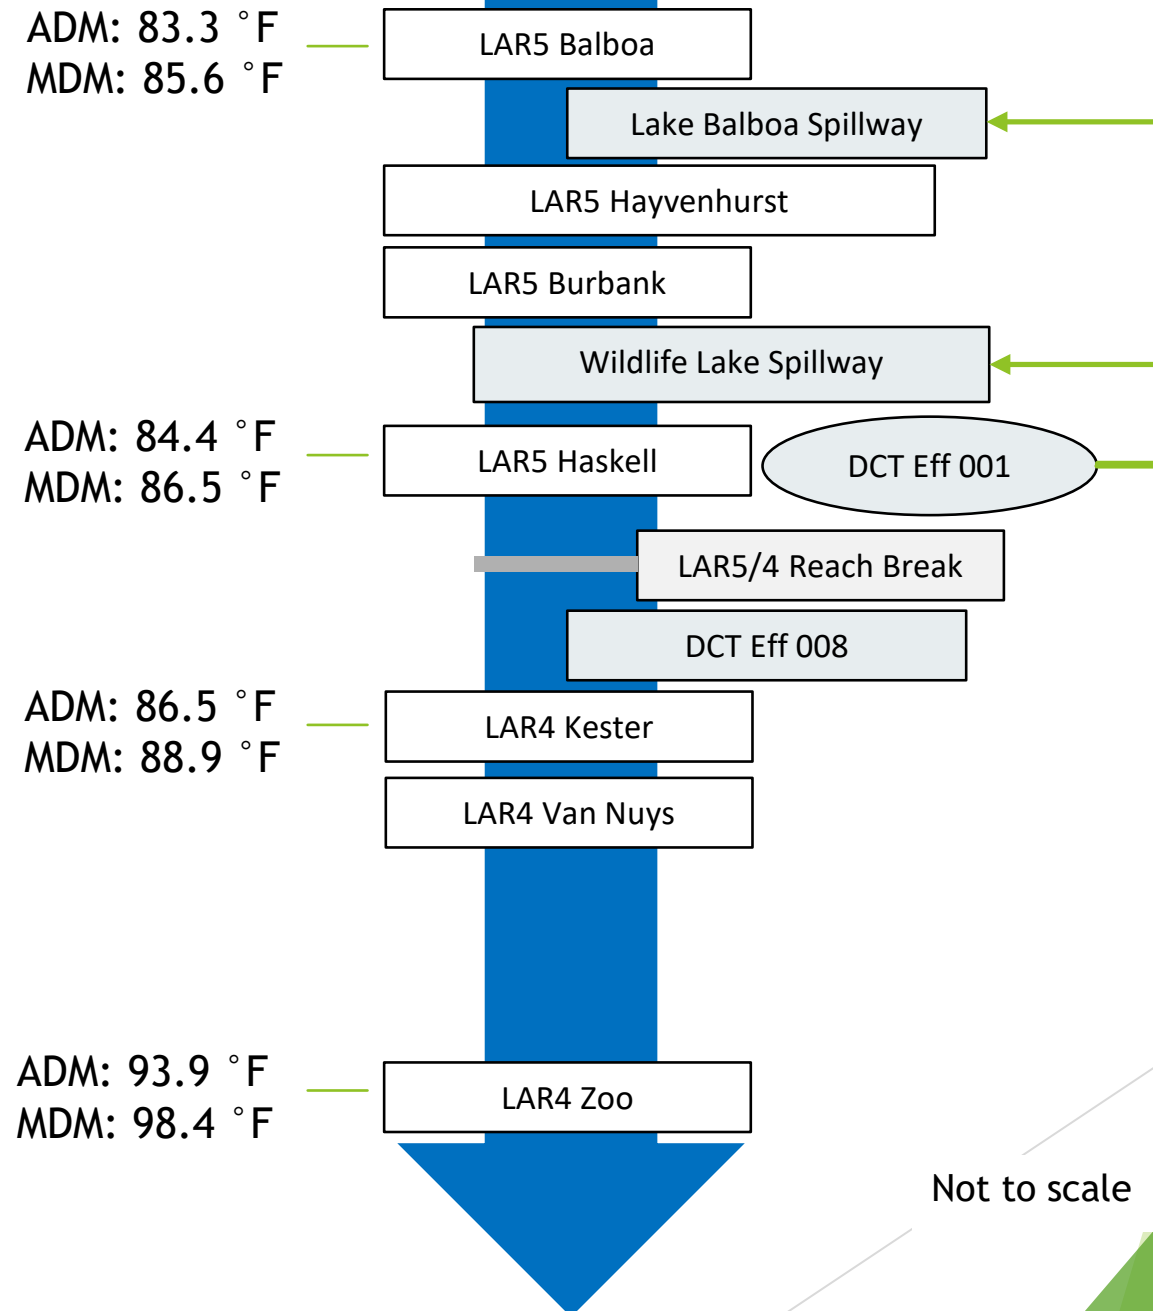 ADM: 83.3 °F
MDM: 85.6 °F
LAR5 Balboa
Lake Balboa Spillway
LAR5 Hayvenhurst
LAR5 Burbank
Wildlife Lake Spillway
ADM: 84.4 °F
MDM: 86.5 °F
LAR5 Haskell
DCT Eff 001
LAR5/4 Reach Break
DCT Eff 008
ADM: 86.5 °F
MDM: 88.9 °F
LAR4 Kester
LAR4 Van Nuys
ADM: 93.9 °F
MDM: 98.4 °F
LAR4 Zoo
Not to scale